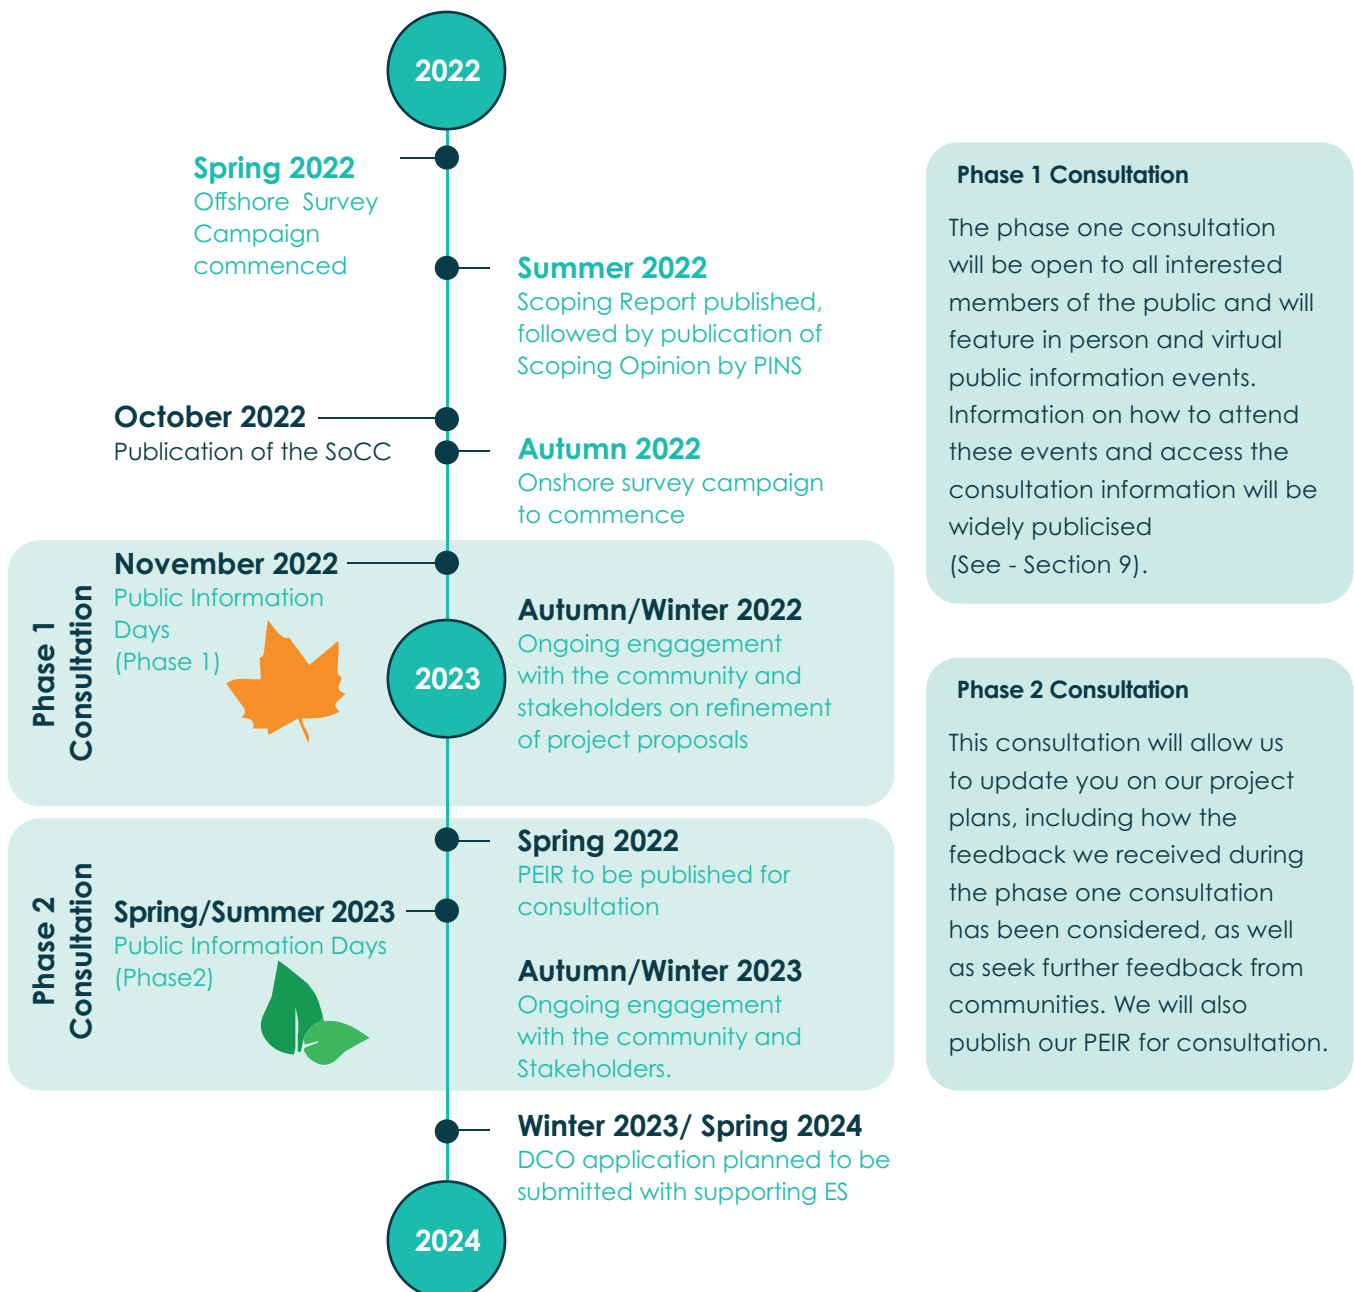 2022
Spring 2022
Offshore Survey
Campaign
commenced
Summer 2022
Scoping Report published,
followed by publication of
Scoping Opinion by PINS
October 2022
Publication of the SoCC
Autumn 2022
Onshore survey campaign
to commence
Phase 1
Consultation
November 2022
Public Information
Days
(Phase 1)
2023
Autumn/Winter 2022
Ongoing engagement
with the community and
stakeholders on refinement
of project proposals
Phase 2
Consultation
Spring 2022
PEIR to be published for
consultation
Spring/Summer 2023
Public Information Days
(Phase2)
Autumn/Winter 2023
Ongoing engagement
with the community and
Stakeholders.
Winter 2023/ Spring 2024
DCO application planned to be
submitted with supporting ES
2024
Phase 1 Consultation
The phase one consultation
will be open to all interested
members of the public and will
feature in person and virtual
public information events.
Information on how to attend
these events and access the
consultation information will be
widely publicised
(See - Section 9).
Phase 2 Consultation
This consultation will allow us
to update you on our project
plans, including how the
feedback we received during
the phase one consultation
has been considered, as well
as seek further feedback from
communities. We will also
publish our PEIR for consultation.